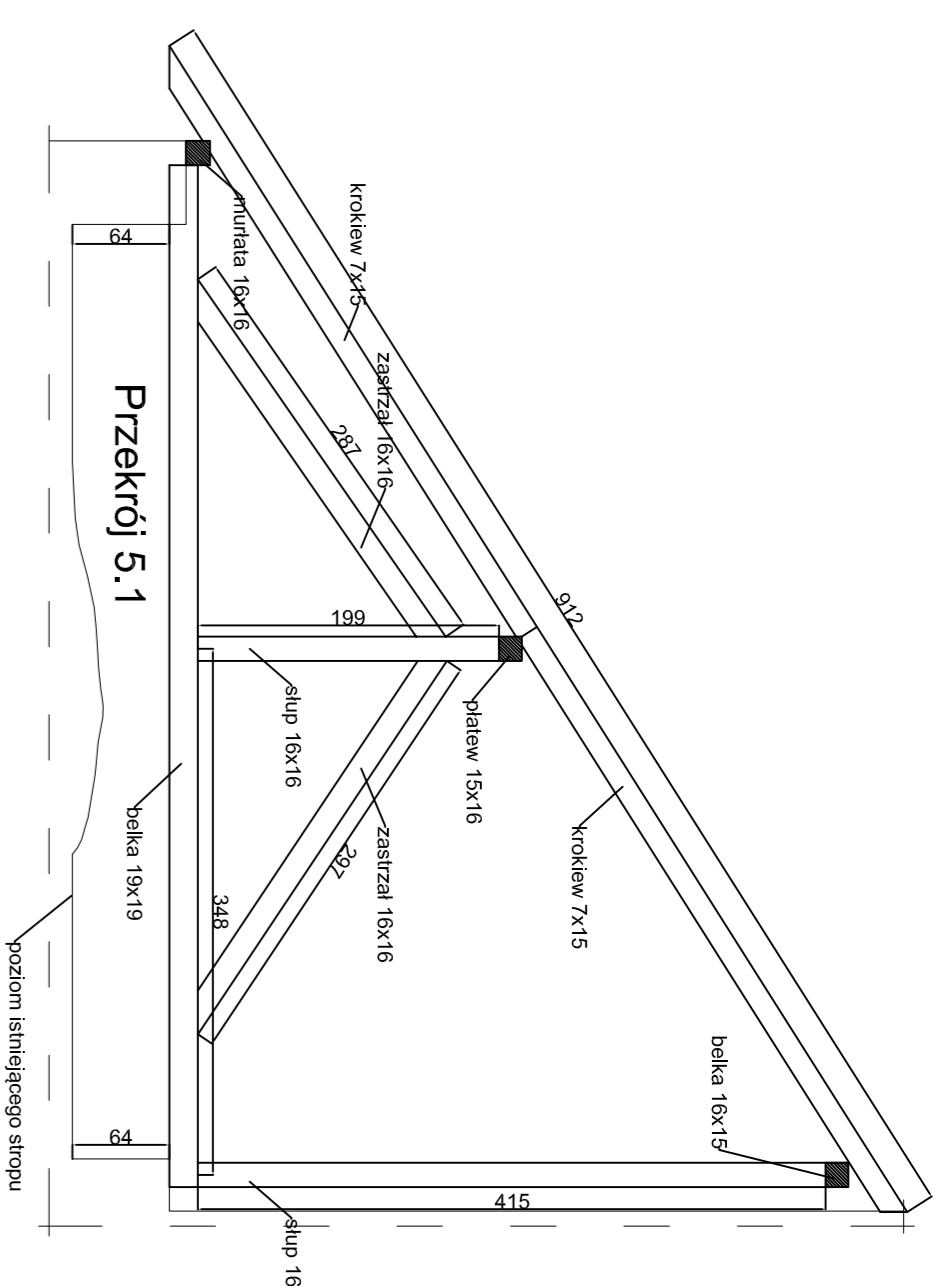 Przekrój 5.1
krokiew 7x15
murłata 16x16
zastrzał 16x16
287
912
199
słup 16x16
płatew 15x16
zastrzał 16x16
297
krokiew 7x15
348
belka 19x19
64
64
poziom istniejącego stropu
belka 16x15
415
słup 16